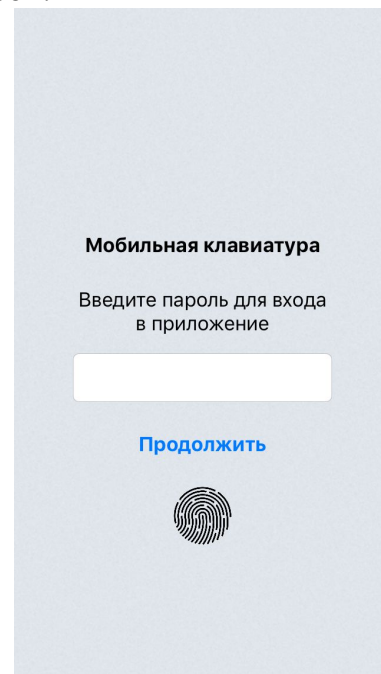 Мобильная клавиатура
Введите пароль для входа
в приложение
Продолжить